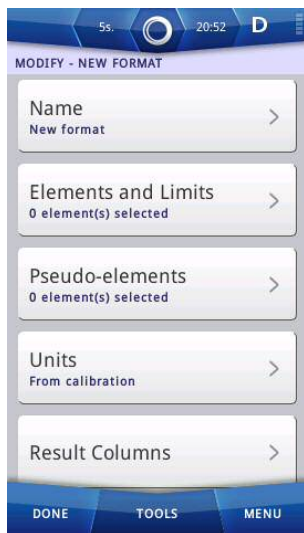 5s. 20:52 D
MODIFY - NEW FORMAT
Name
New format
Elements and Limits
0 element(s) selected
Pseudo-elements
0 element(s) selected
Units
From calibration
Result Columns
DONE TOOLS MENU